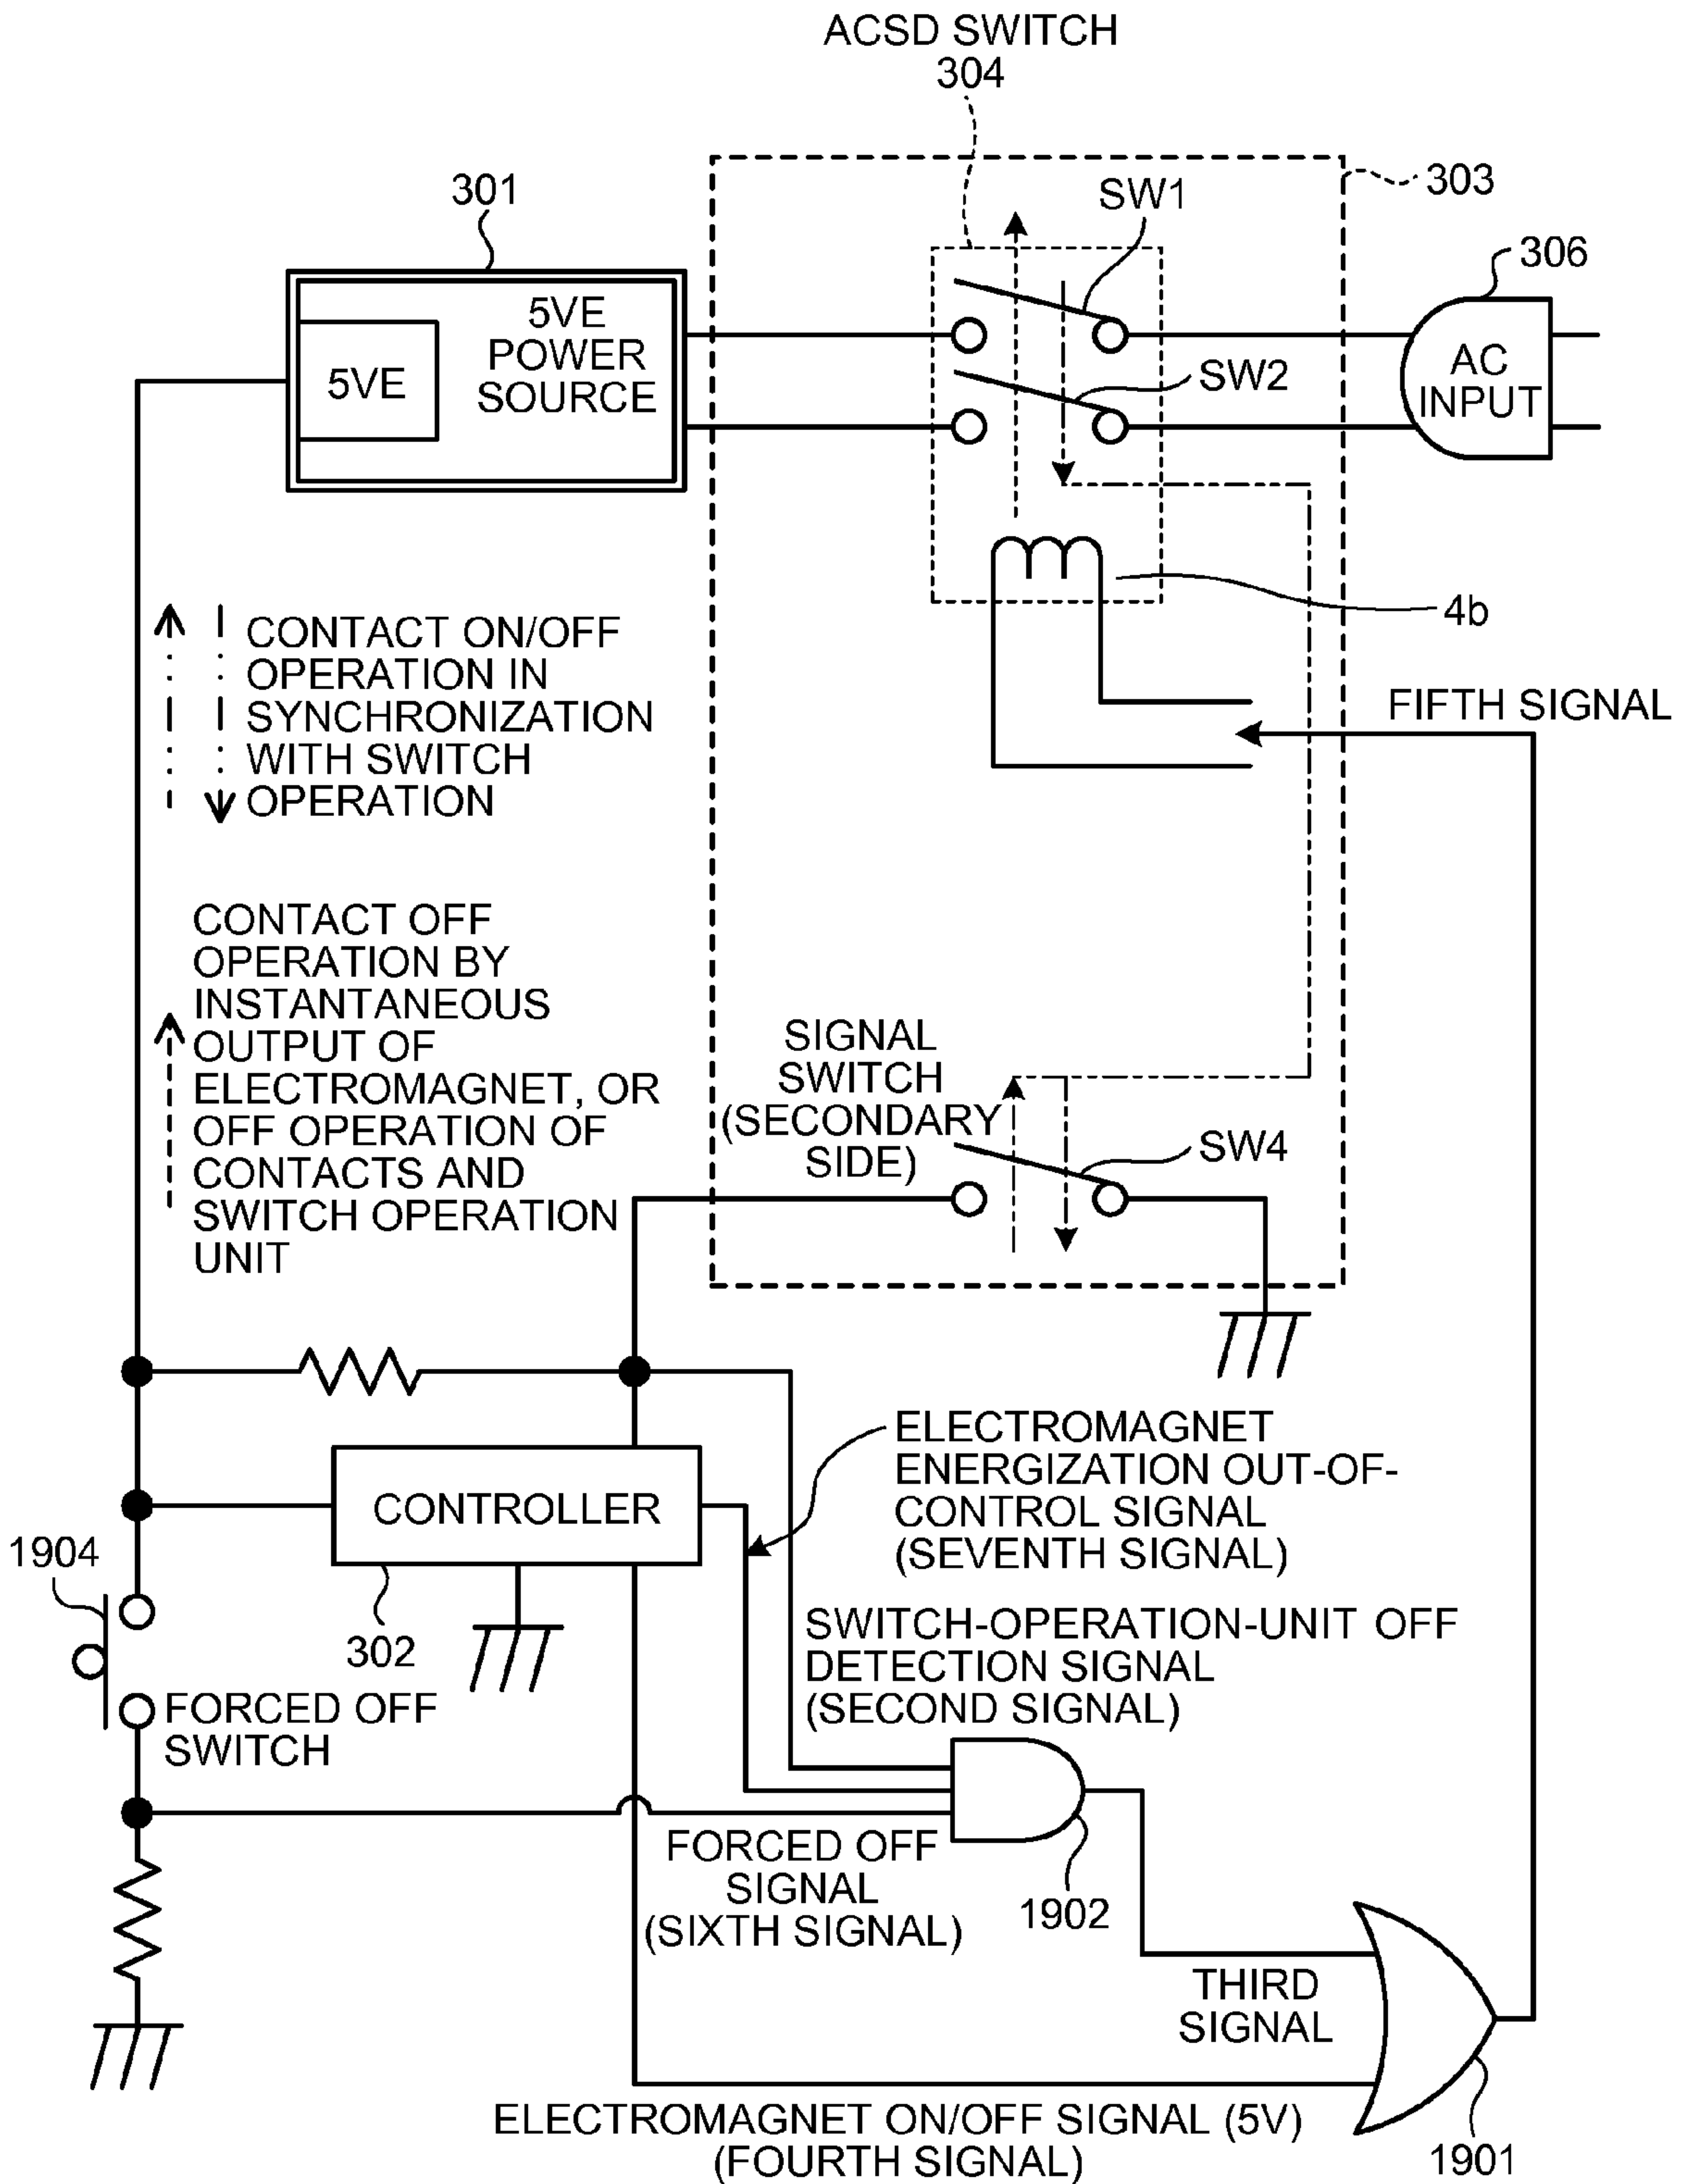 ACSD SWITCH
304
303
301
SW1
306
5VE
POWER
SOURCE
5VE
AC
INPUT
SW2
4b
CONTACT ON/OFF
OPERATION IN
SYNCHRONIZATION
WITH SWITCH
OPERATION
FIFTH SIGNAL
CONTACT OFF
OPERATION BY
INSTANTANEOUS
OUTPUT OF
ELECTROMAGNET, OR
OFF OPERATION OF
CONTACTS AND
SWITCH OPERATION
UNIT
SIGNAL
SWITCH
(SECONDARY
SIDE)
SW4
ELECTROMAGNET
ENERGIZATION OUT-OF-
CONTROL SIGNAL
(SEVENTH SIGNAL)
CONTROLLER
1904
302
SWITCH-OPERATION-UNIT OFF
DETECTION SIGNAL
(SECOND SIGNAL)
FORCED OFF
SWITCH
FORCED OFF
SIGNAL
(SIXTH SIGNAL)
1902
THIRD
SIGNAL
ELECTROMAGNET ON/OFF SIGNAL (5V)
(FOURTH SIGNAL)
1901